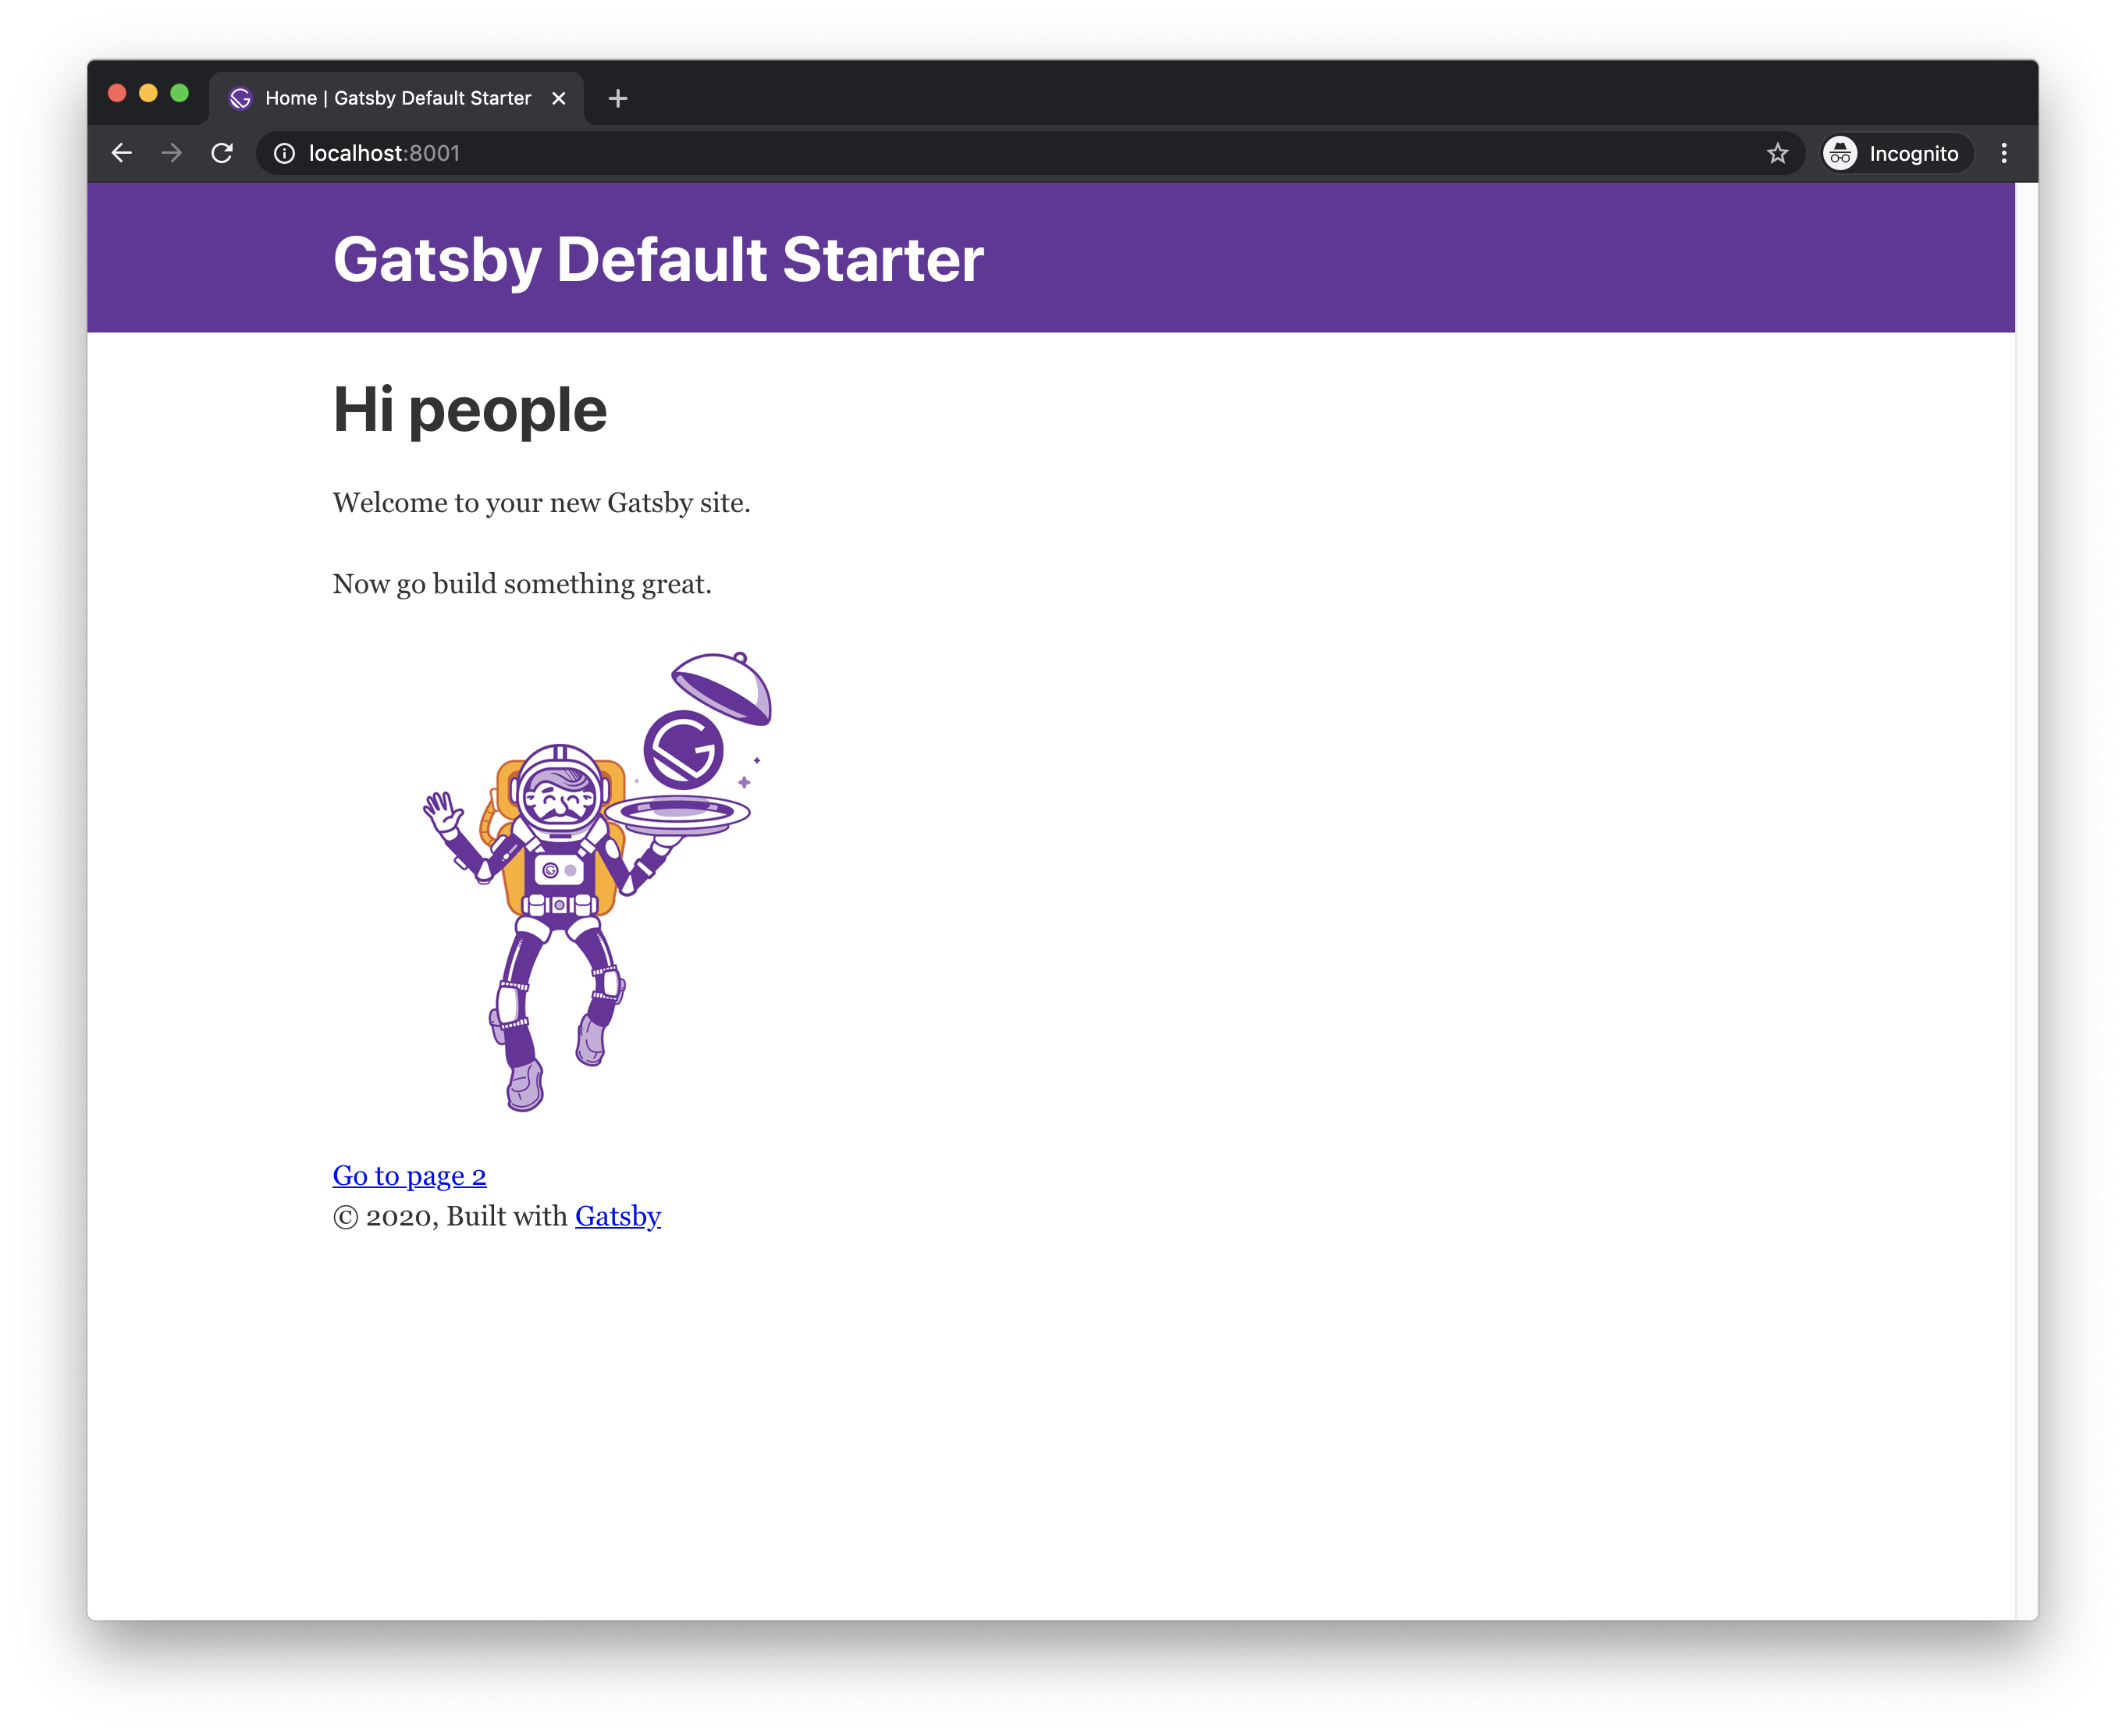 Home | Gatsby Default Starter
localhost:8001
Incognito
Gatsby Default Starter
Hi people
Welcome to your new Gatsby site.
Now go build something great.
Go to page 2
© 2020, Built with Gatsby